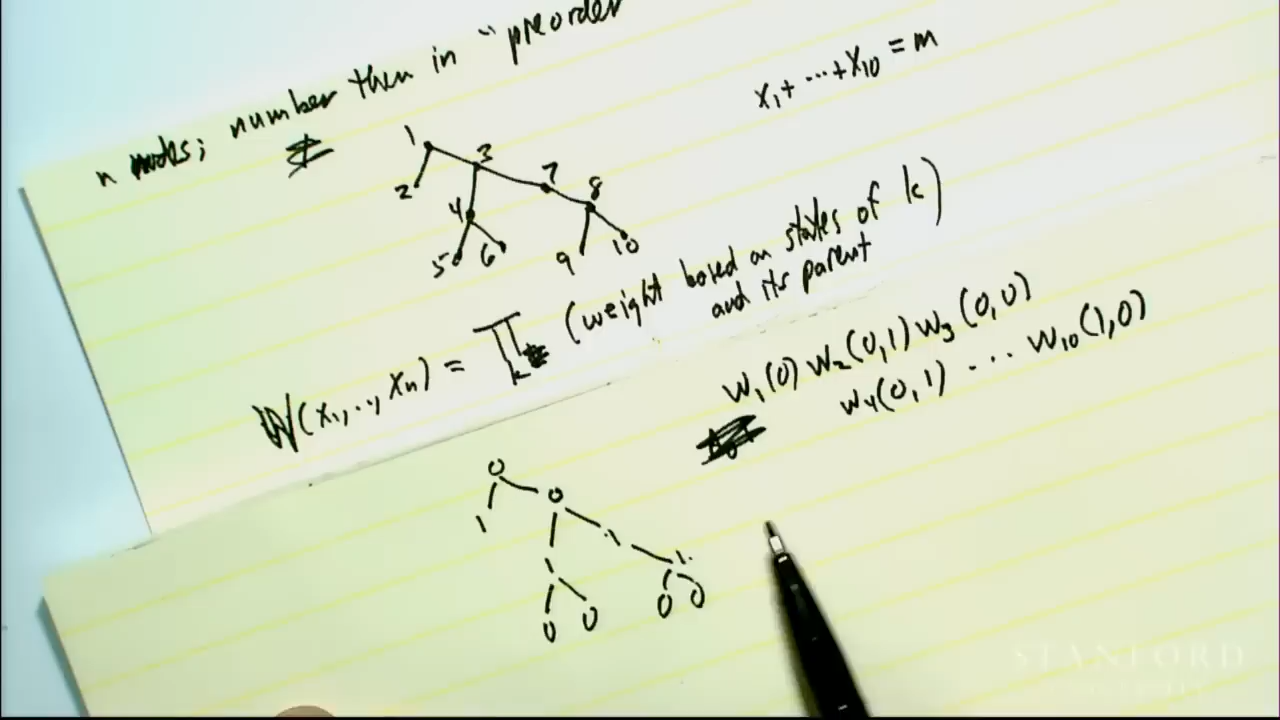 n nodes; number them in "preorder
x₁ + ··· + x₁₀ = m
1
3
2
7
4
8
5 6
9 10
W(x₁, .., xₙ) = ∏ₖ (weight based on states of k)
and its parent
w₁(0) w₂(0,1) w₃(0,0)
w₄(0,1) ··· w₁₀(1,0)
0
0
1
1
1 1
0 0 0 0
STANFORD